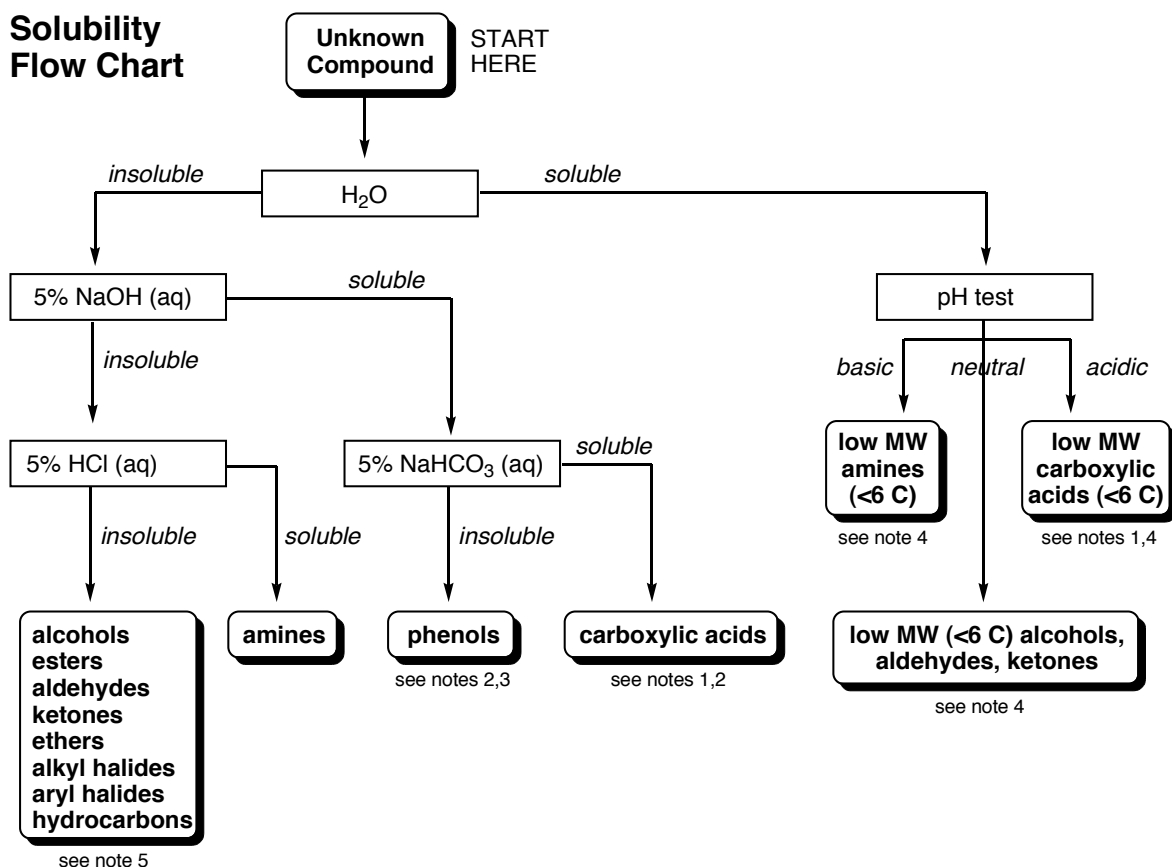 Solubility
Flow Chart
Unknown
Compound
START
HERE
insoluble
soluble
H₂O
5% NaOH (aq)
soluble
pH test
insoluble
basic
neutral
acidic
5% HCl (aq)
5% NaHCO₃ (aq)
soluble
low MW
amines
(<6 C)
low MW
carboxylic
acids (<6 C)
insoluble
soluble
insoluble
see note 4
see notes 1,4
alcohols
esters
aldehydes
ketones
ethers
alkyl halides
aryl halides
hydrocarbons
see note 5
amines
phenols
see notes 2,3
carboxylic acids
see notes 1,2
low MW (<6 C) alcohols,
aldehydes, ketones
see note 4